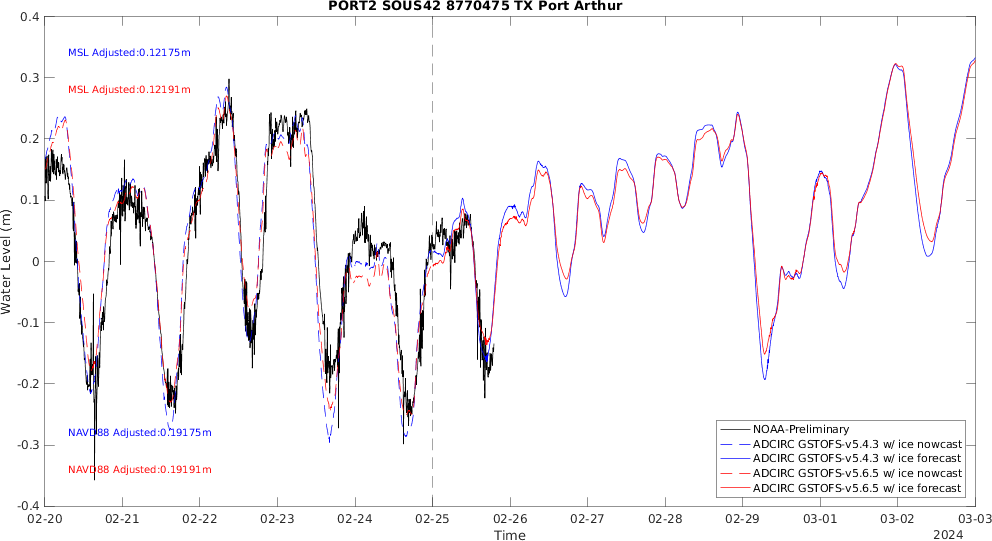 PORT2 SOUS42 8770475 TX Port Arthur
0.4
0.3
0.2
0.1
0
-0.1
-0.2
-0.3
-0.4
Water Level (m)
MSL Adjusted:0.12175m
MSL Adjusted:0.12191m
NAVD88 Adjusted:0.19175m
NAVD88 Adjusted:0.19191m
NOAA-Preliminary
ADCIRC GSTOFS-v5.4.3 w/ ice nowcast
ADCIRC GSTOFS-v5.4.3 w/ ice forecast
ADCIRC GSTOFS-v5.6.5 w/ ice nowcast
ADCIRC GSTOFS-v5.6.5 w/ ice forecast
02-20 02-21 02-22 02-23 02-24 02-25 02-26 02-27 02-28 02-29 03-01 03-02 03-03
Time
2024